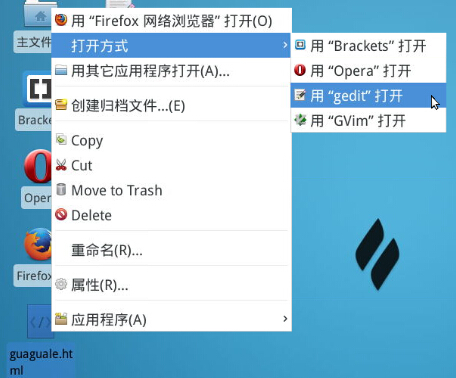 主文件
Bracke
Oper
Firefox
guaguale.ht
ml
用 “Firefox 网络浏览器” 打开(O)
打开方式
用其它应用程序打开(A)...
创建归档文件...(E)
Copy
Cut
Move to Trash
Delete
重命名(R)...
属性(R)...
应用程序(A)
用 “Brackets” 打开
用 “Opera” 打开
用 “gedit” 打开
用 “GVim” 打开